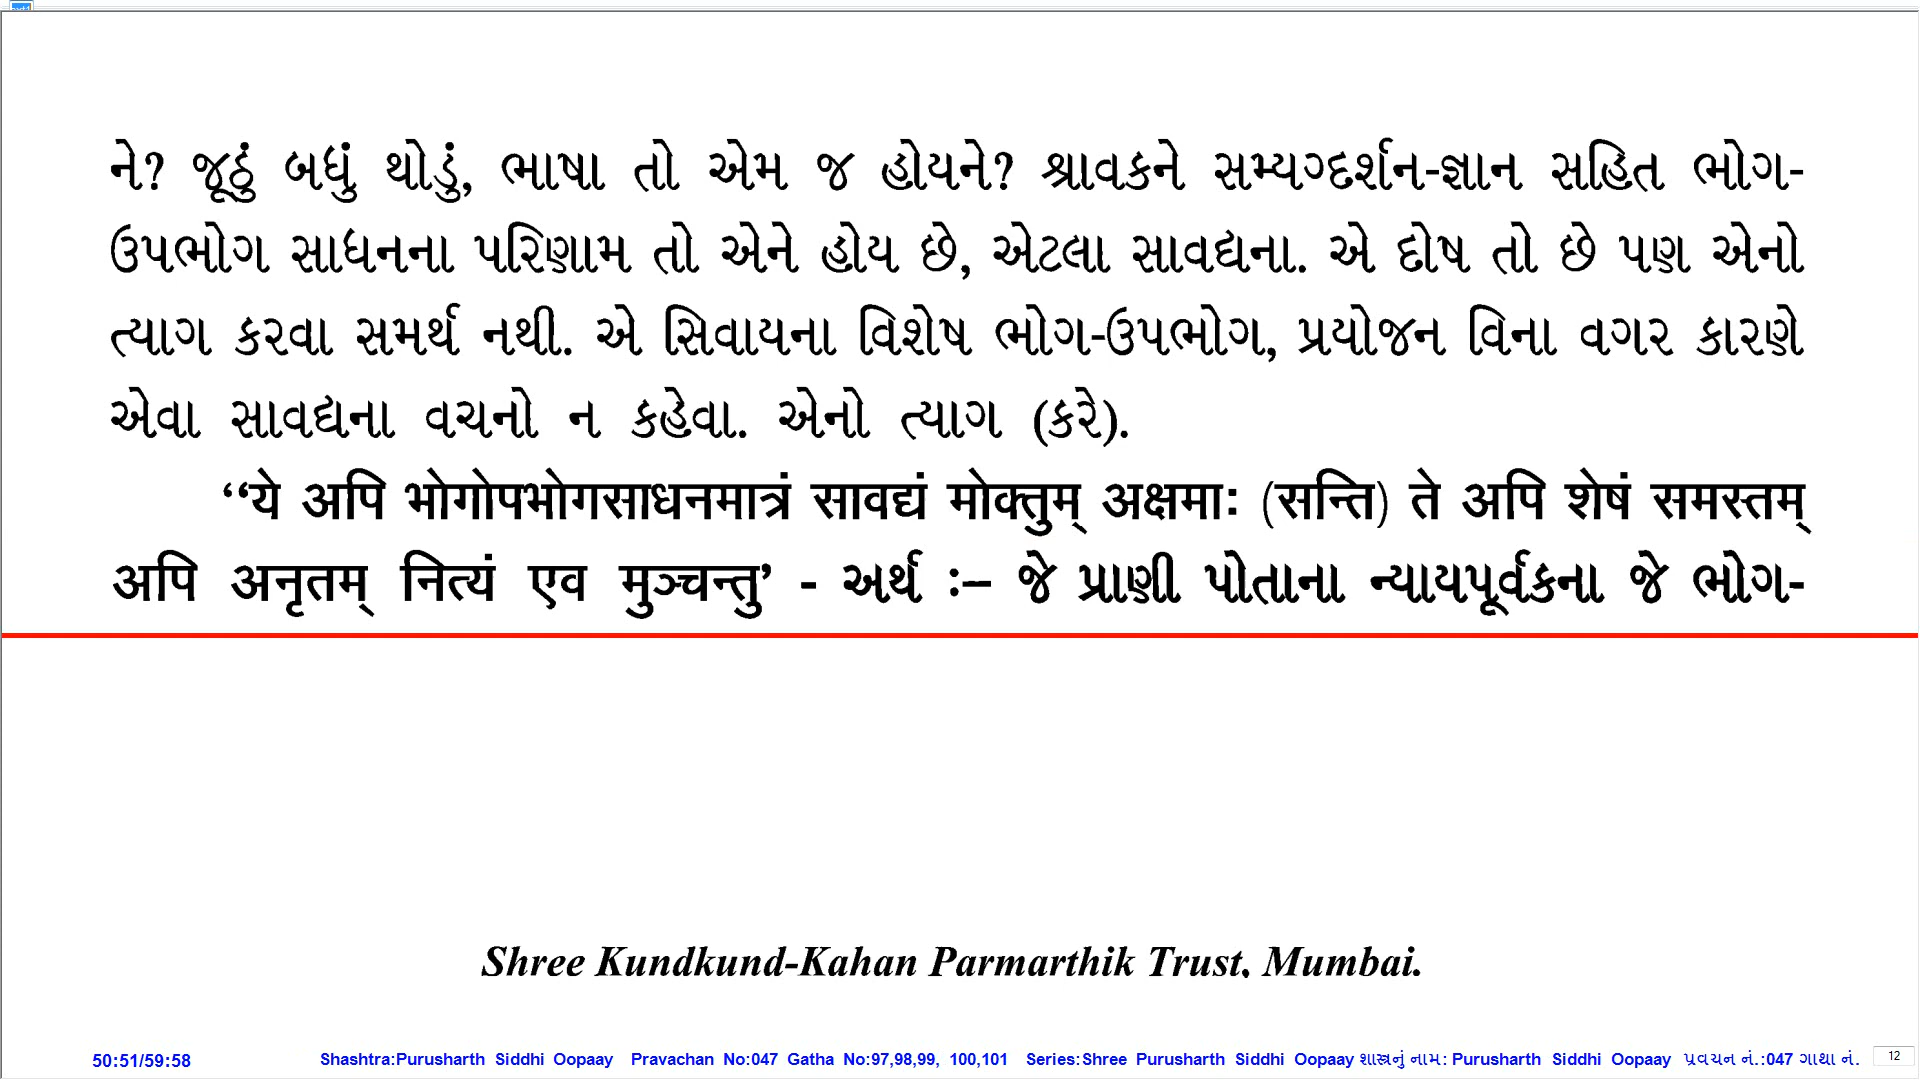 ને? જૂઠું બધું થોડું, ભાષા તો એમ જ હોયને? શ્રાવકને સમ્યગ્દર્શન-જ્ઞાન સહિત ભોગ-
ઉપભોગ સાધનના પરિણામ તો એને હોય છે, એટલા સાવદ્યના. એ દોષ તો છે પણ એનો
ત્યાગ કરવા સમર્થ નથી. એ સિવાયના વિશેષ ભોગ-ઉપભોગ, પ્રયોજન વિના વગર કારણે
એવા સાવદ્યના વચનો ન કહેવા. એનો ત્યાગ (કરે).
“ये अपि भोगोपभोगसाधनमात्रं सावद्यं मोक्तुम् अक्षमाः (सन्ति) ते अपि शेषं समस्तम्
अपि अनृतम् नित्यं एव मुञ्चन्तु’ - અર્થ :– જે પ્રાણી પોતાના ન્યાયપૂર્વકના જે ભોગ-
Shree Kundkund-Kahan Parmarthik Trust, Mumbai.
50:51/59:58 Shashtra:Purusharth Siddhi Oopaay Pravachan No:047 Gatha No:97,98,99, 100,101 Series:Shree Purusharth Siddhi Oopaay શાસ્ત્રનું નામ: Purusharth Siddhi Oopaay પ્રવચન નં.:047 ગાથા નં. 12